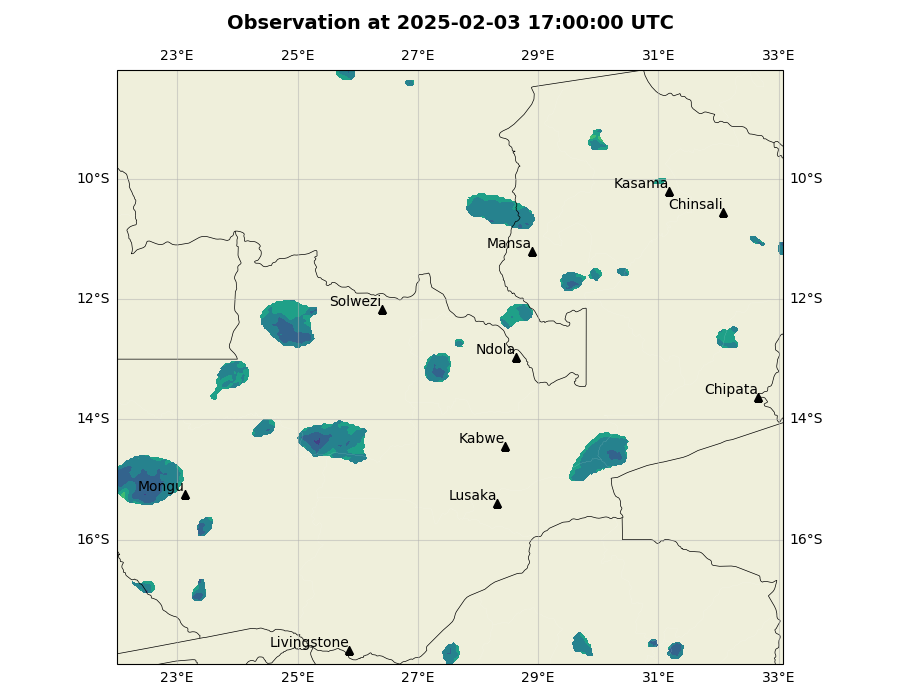 Observation at 2025-02-03 17:00:00 UTC
23°E 25°E 27°E 29°E 31°E 33°E
10°S 10°S
Kasama
Chinsali
Mansa
12°S 12°S
Solwezi
Ndola
Chipata
14°S 14°S
Kabwe
Mongu
Lusaka
16°S 16°S
Livingstone
23°E 25°E 27°E 29°E 31°E 33°E